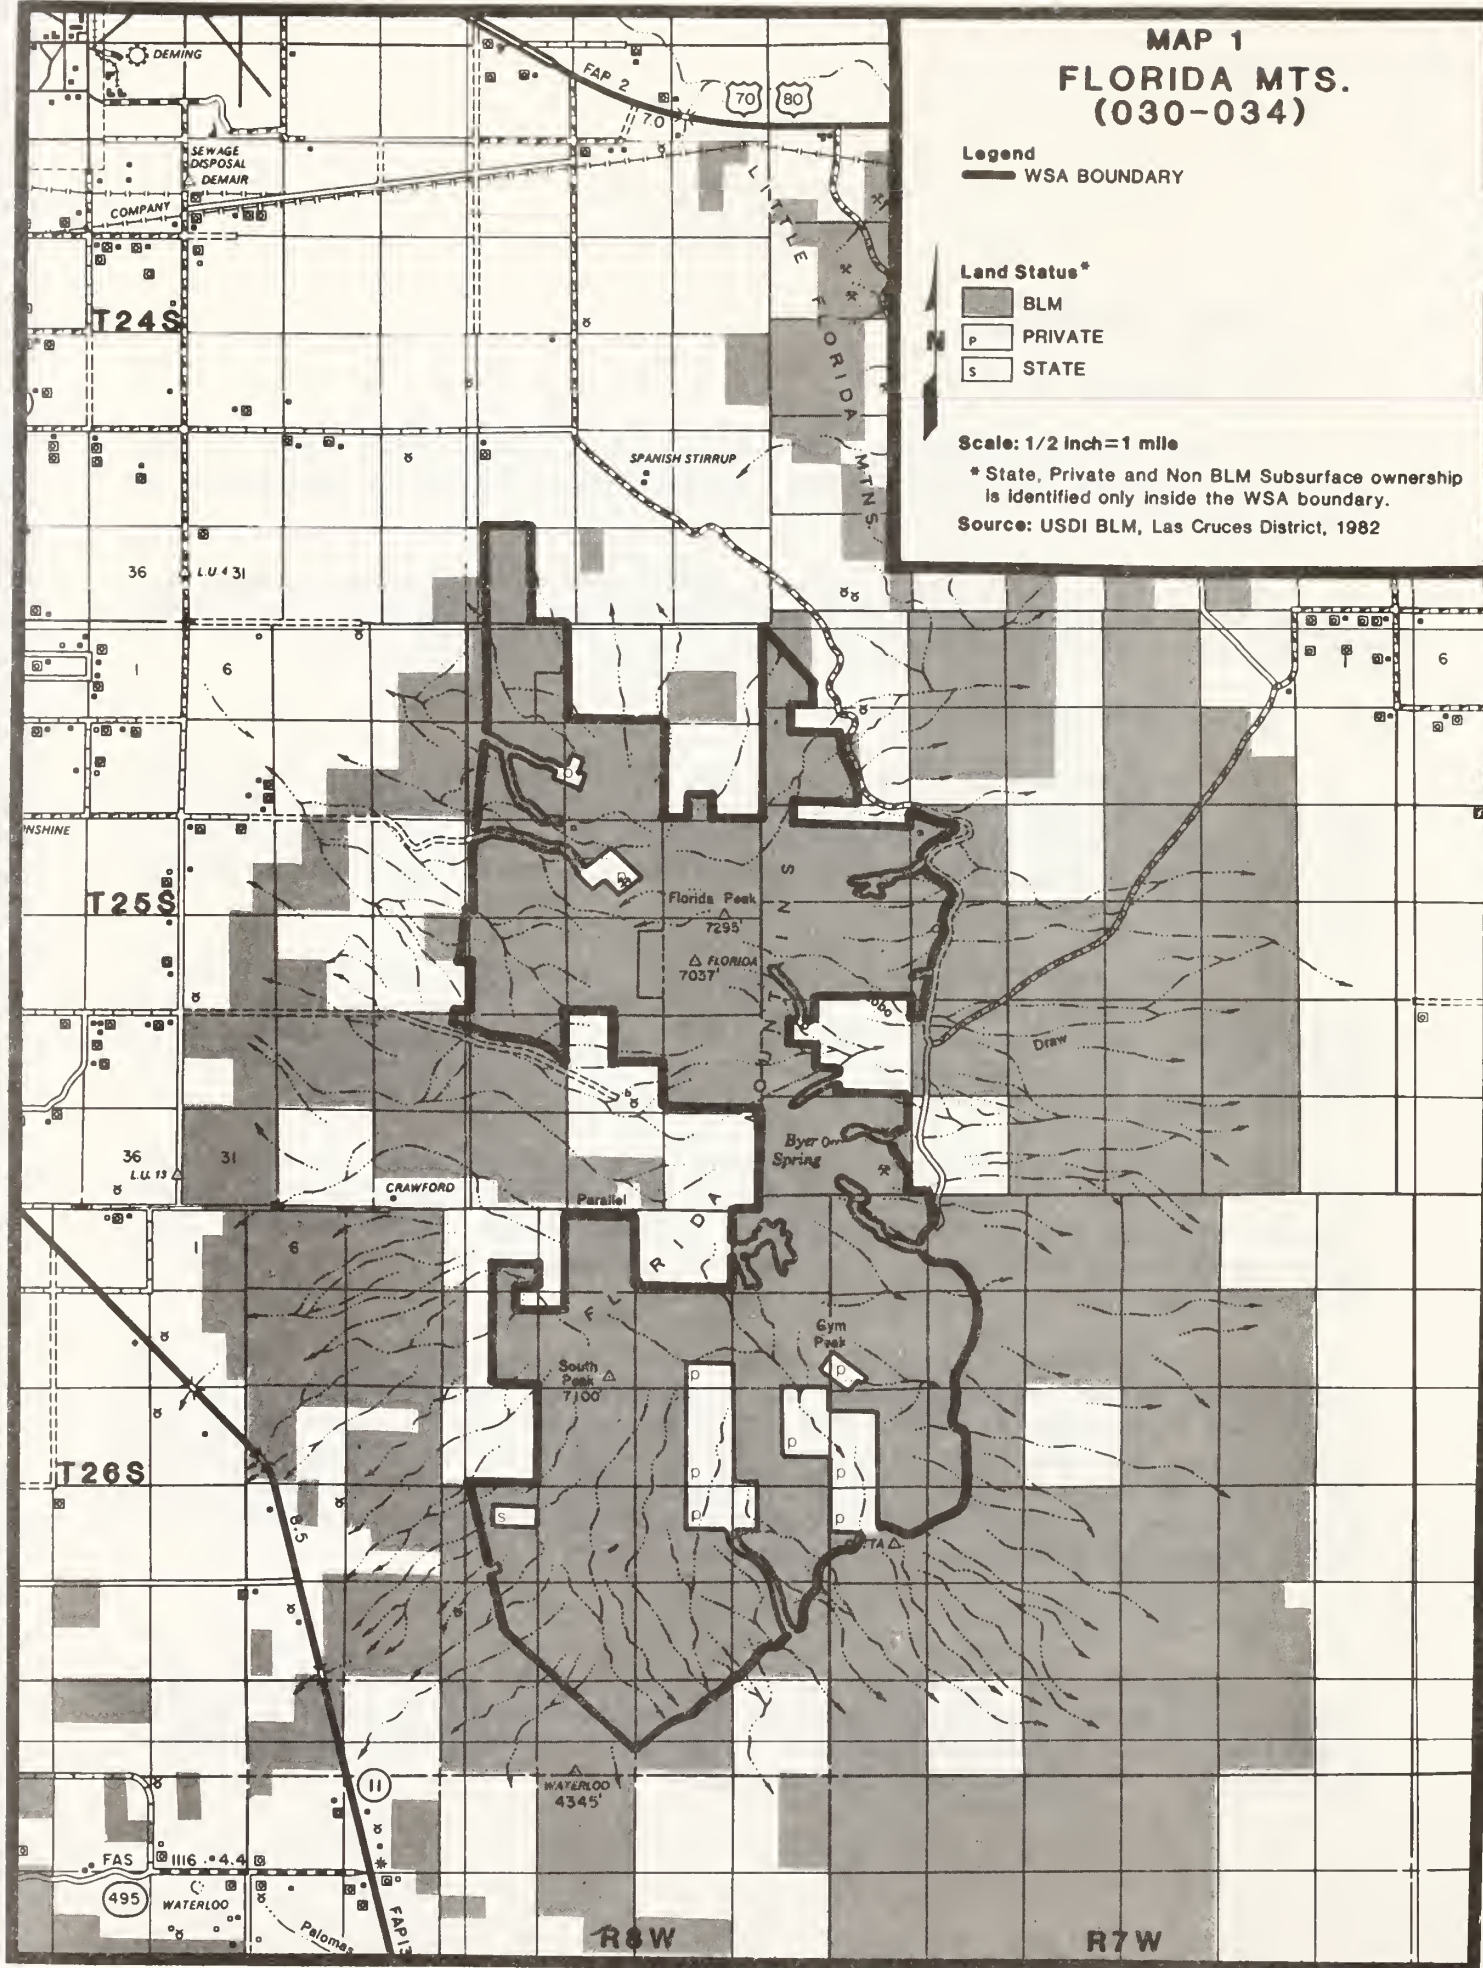 MAP 1
FLORIDA MTS.
(030-034)
Legend
WSA BOUNDARY
Land Status*
BLM
P PRIVATE
S STATE
N
Scale: 1/2 inch=1 mile
* State, Private and Non BLM Subsurface ownership
is identified only inside the WSA boundary.
Source: USDI BLM, Las Cruces District, 1982
DEMING
FAP 2
70
80
7.0
SEWAGE
DISPOSAL
DEMAIR
COMPANY
LITTLE FLORIDA MTNS.
T24S
SPANISH STIRRUP
36
L.U. 4
31
1
6
6
P
T25S
P
Florida Peak
7295'
FLORIDA
7037'
Draw
Byer
Spring
36
31
L.U. 13
CRAWFORD
Parallel
FLORIDA MOUNTAINS
1
6
Gym
Peak
P
South
Peak
7100'
P
P
P
P
P
P
S
T26S
8.5
11
WATERLOO
4345'
FAS
1116
4.4
495
WATERLOO
Palomas
FAP 13
R8W
R7W